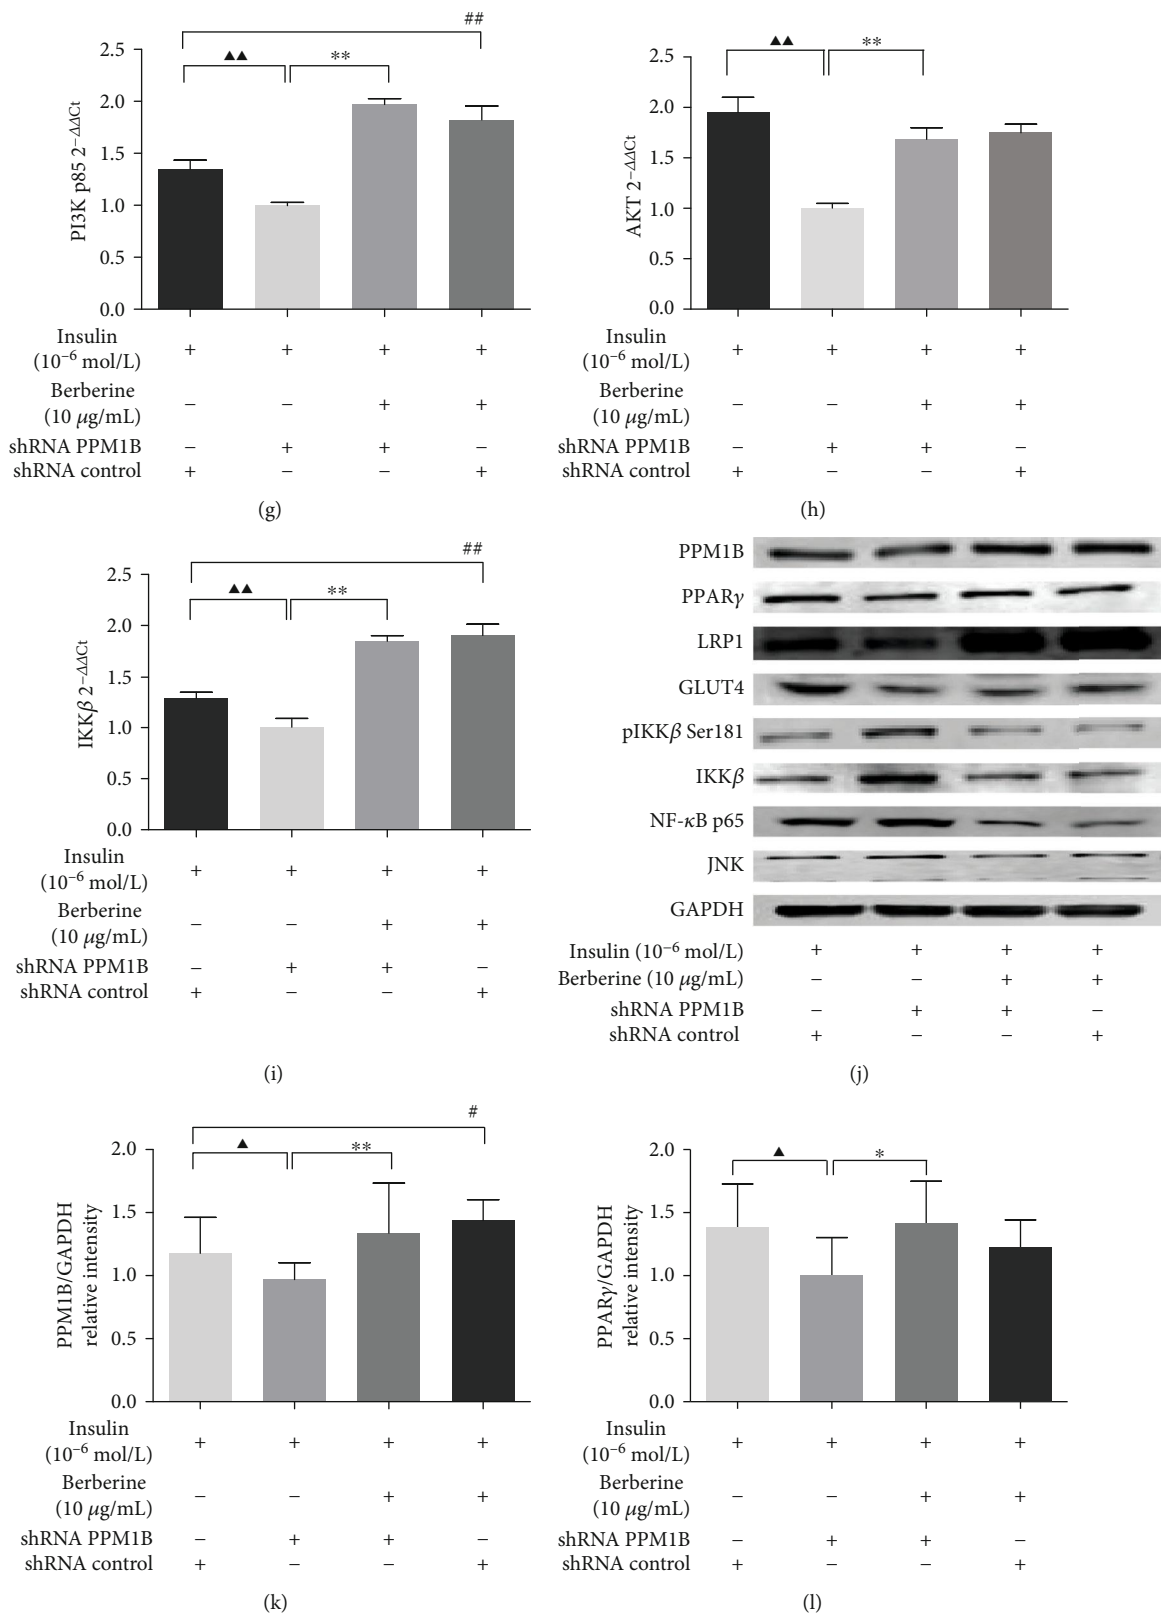 ##
▲▲ **
2.5
2.0
1.5
1.0
0.5
0.0
PI3K p85 2⁻ΔΔCt
Insulin
(10⁻⁶ mol/L) + + + +
Berberine
(10 μg/mL) − − + +
shRNA PPM1B − + + −
shRNA control + − − +
(g)
▲▲ **
2.5
2.0
1.5
1.0
0.5
0.0
AKT 2⁻ΔΔCt
Insulin
(10⁻⁶ mol/L) + + + +
Berberine
(10 μg/mL) − − + +
shRNA PPM1B − + + −
shRNA control + − − +
(h)
##
▲▲ **
2.5
2.0
1.5
1.0
0.5
0.0
IKKβ 2⁻ΔΔCt
Insulin
(10⁻⁶ mol/L) + + + +
Berberine
(10 μg/mL) − − + +
shRNA PPM1B − + + −
shRNA control + − − +
(i)
PPM1B
PPARγ
LRP1
GLUT4
pIKKβ Ser181
IKKβ
NF-κB p65
JNK
GAPDH
Insulin (10⁻⁶ mol/L) + + + +
Berberine (10 μg/mL) − − + +
shRNA PPM1B − + + −
shRNA control + − − +
(j)
#
▲ **
2.0
1.5
1.0
0.5
0.0
PPM1B/GAPDH
relative intensity
Insulin
(10⁻⁶ mol/L) + + + +
Berberine
(10 μg/mL) − − + +
shRNA PPM1B − + + −
shRNA control + − − +
(k)
▲ *
2.0
1.5
1.0
0.5
0.0
PPARγ/GAPDH
relative intensity
Insulin
(10⁻⁶ mol/L) + + + +
Berberine
(10 μg/mL) − − + +
shRNA PPM1B − + + −
shRNA control + − − +
(l)